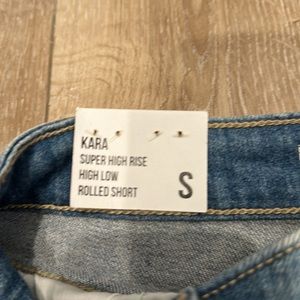 KARA
SUPER HIGH RISE
HIGH LOW
ROLLED SHORT
S